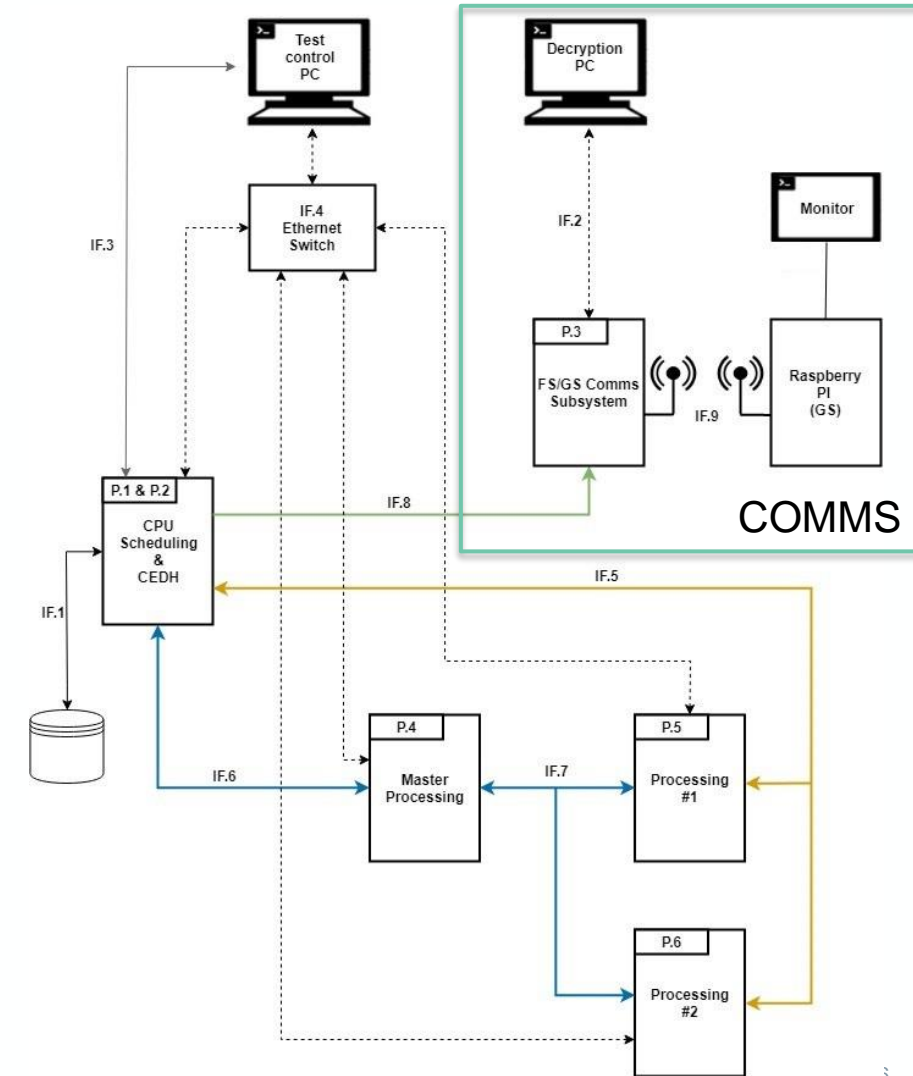 Test
control
PC
Decryption
PC
IF.4
Ethernet
Switch
Monitor
IF.3
IF.2
P.3
FS/GS Comms
Subsystem
IF.9
Raspberry
PI
(GS)
P.1 & P.2
CPU
Scheduling
&
CEDH
IF.8
COMMS
IF.5
IF.1
P.4
Master
Processing
IF.6
IF.7
P.5
Processing
#1
P.6
Processing
#2